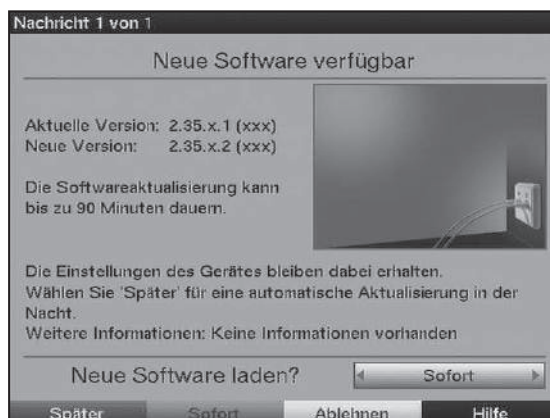 Nachricht 1 von 1
Neue Software verfügbar
Aktuelle Version: 2.35.x.1 (xxx)
Neue Version: 2.35.x.2 (xxx)
Die Softwareaktualisierung kann
bis zu 90 Minuten dauern.
Die Einstellungen des Gerätes bleiben dabei erhalten.
Wählen Sie 'Später' für eine automatische Aktualisierung in der
Nacht.
Weitere Informationen: Keine Informationen vorhanden
Neue Software laden? Sofort
Später Sofort Ablehnen Hilfe